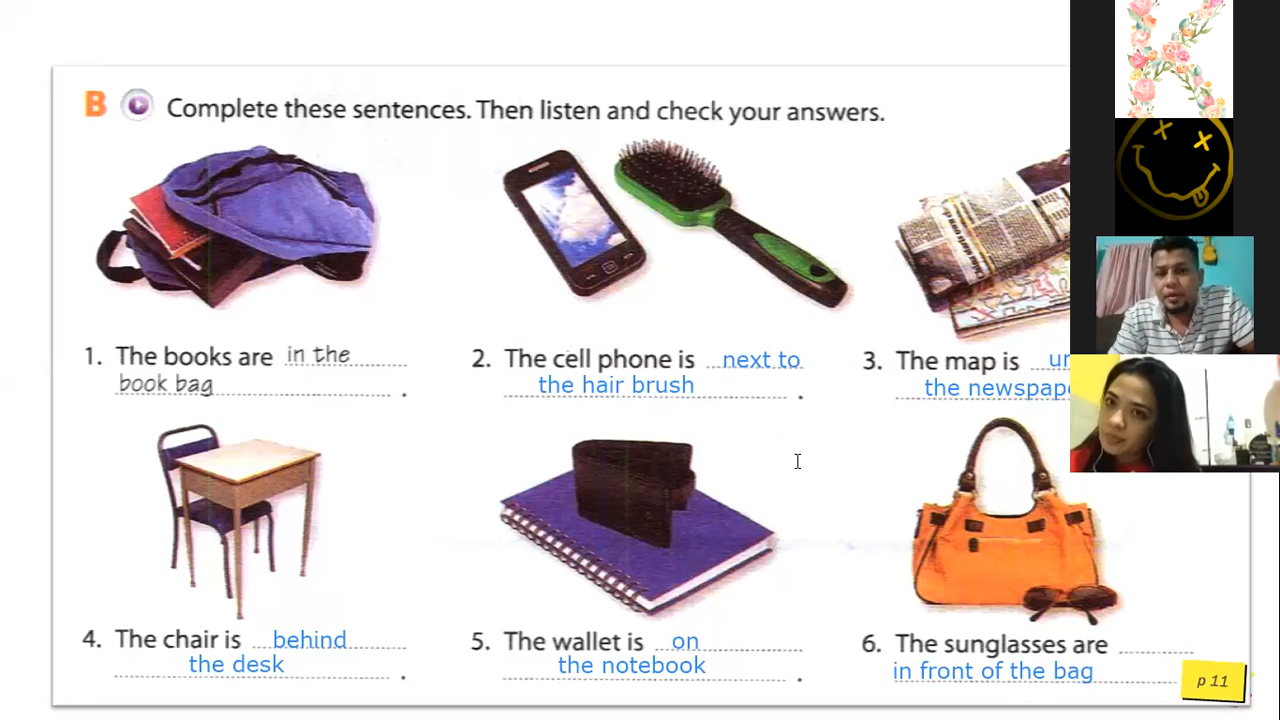 B Complete these sentences. Then listen and check your answers.
1. The books are in the
book bag.
2. The cell phone is next to
the hair brush.
3. The map is
the
4. The chair is behind
the desk.
5. The wallet is on
the notebook.
6. The sunglasses are
in front of the bag
p 11